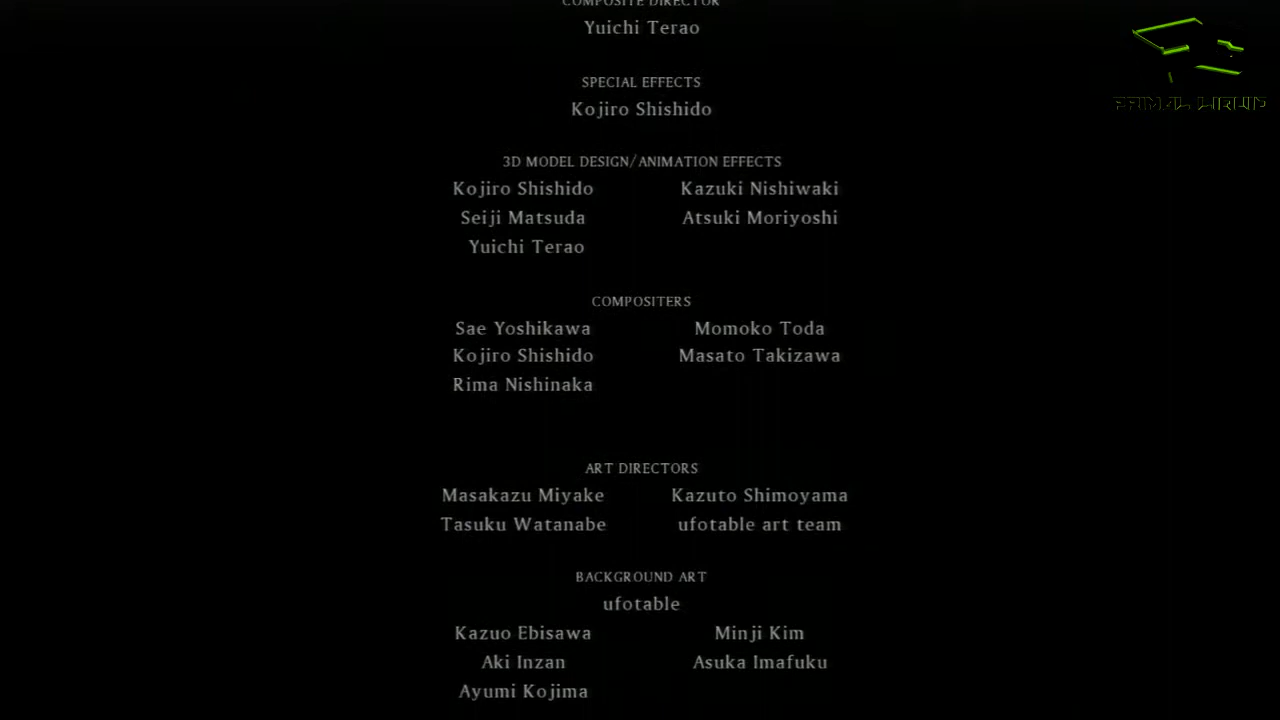 COMPOSITE DIRECTOR
Yuichi Terao
SPECIAL EFFECTS
Kojiro Shishido
3D MODEL DESIGN/ANIMATION EFFECTS
Kojiro Shishido Kazuki Nishiwaki
Seiji Matsuda Atsuki Moriyoshi
Yuichi Terao
COMPOSITERS
Sae Yoshikawa Momoko Toda
Kojiro Shishido Masato Takizawa
Rima Nishinaka
ART DIRECTORS
Masakazu Miyake Kazuto Shimoyama
Tasuku Watanabe ufotable art team
BACKGROUND ART
ufotable
Kazuo Ebisawa Minji Kim
Aki Inzan Asuka Imafuku
Ayumi Kojima